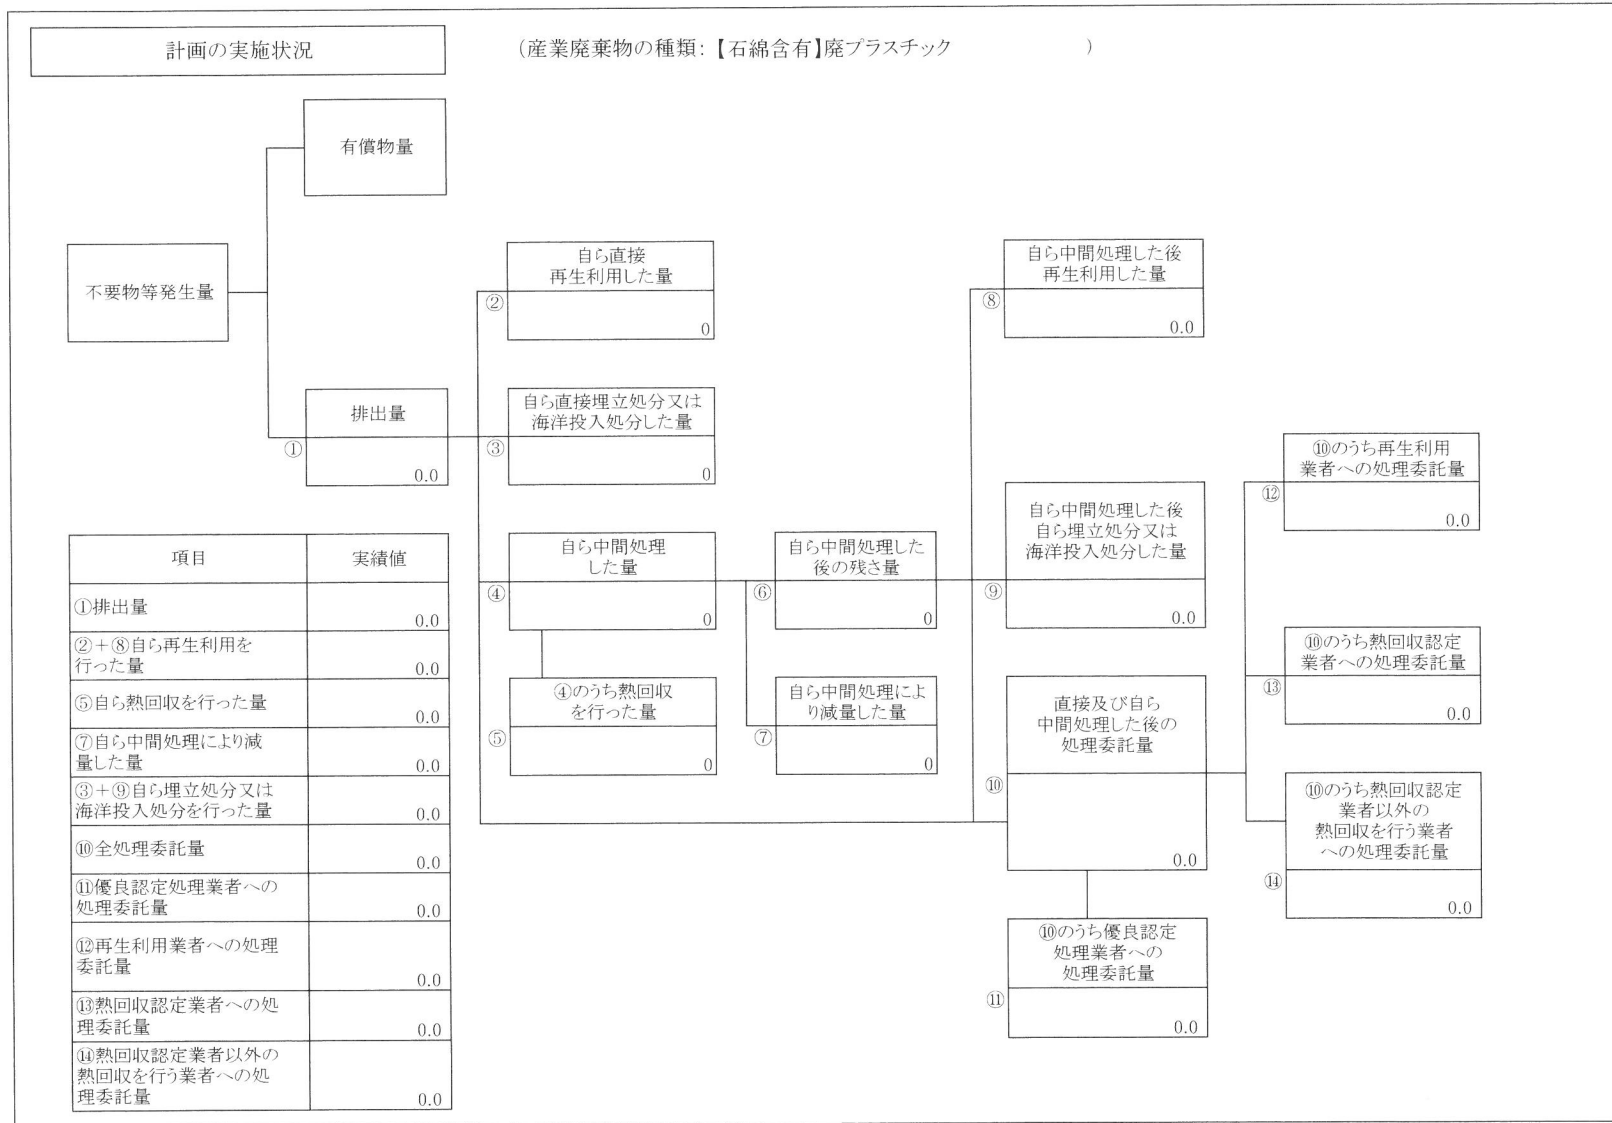 計画の実施状況
（産業廃棄物の種類：【石綿含有】廃プラスチック　　　　　　　）
有償物量
不要物等発生量
排出量
①
0.0
自ら直接
再生利用した量
②
0
自ら直接埋立処分又は
海洋投入処分した量
③
0
自ら中間処理
した量
④
0
④のうち熱回収
を行った量
⑤
0
自ら中間処理した
後の残さ量
⑥
0
自ら中間処理によ
り減量した量
⑦
0
自ら中間処理した後
再生利用した量
⑧
0.0
自ら中間処理した後
自ら埋立処分又は
海洋投入処分した量
⑨
0.0
直接及び自ら
中間処理した後の
処理委託量
⑩
0.0
⑩のうち優良認定
処理業者への
処理委託量
⑪
0.0
⑩のうち再生利用
業者への処理委託量
⑫
0.0
⑩のうち熱回収認定
業者への処理委託量
⑬
0.0
⑩のうち熱回収認定
業者以外の
熱回収を行う業者
への処理委託量
⑭
0.0
項目 実績値
①排出量
0.0
②＋⑧自ら再生利用を
行った量
0.0
⑤自ら熱回収を行った量
0.0
⑦自ら中間処理により減
量した量
0.0
③＋⑨自ら埋立処分又は
海洋投入処分を行った量
0.0
⑩全処理委託量
0.0
⑪優良認定処理業者への
処理委託量
0.0
⑫再生利用業者への処理
委託量
0.0
⑬熱回収認定業者への処
理委託量
0.0
⑭熱回収認定業者以外の
熱回収を行う業者への処
理委託量
0.0